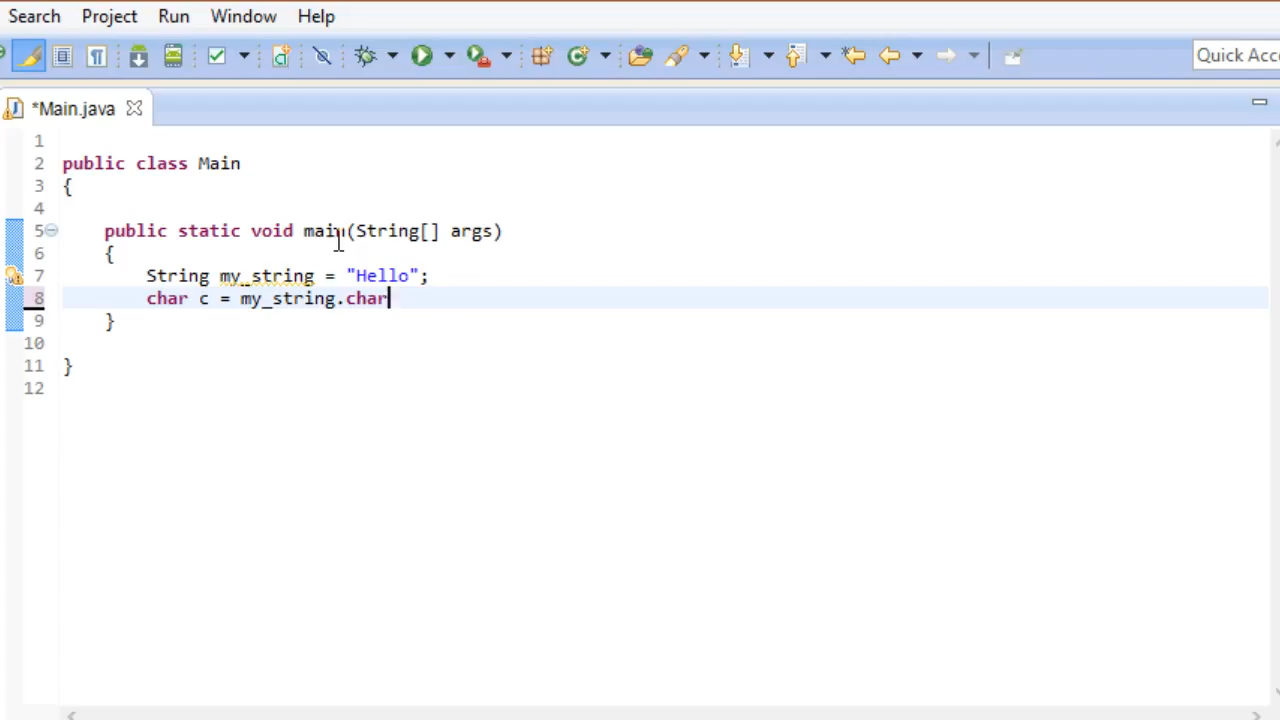 Search Project Run Window Help
Quick Acc
*Main.java
1
2 public class Main
3 {
4
5 public static void main(String[] args)
6 {
7 String my_string = "Hello";
8 char c = my_string.char
9 }
10
11 }
12